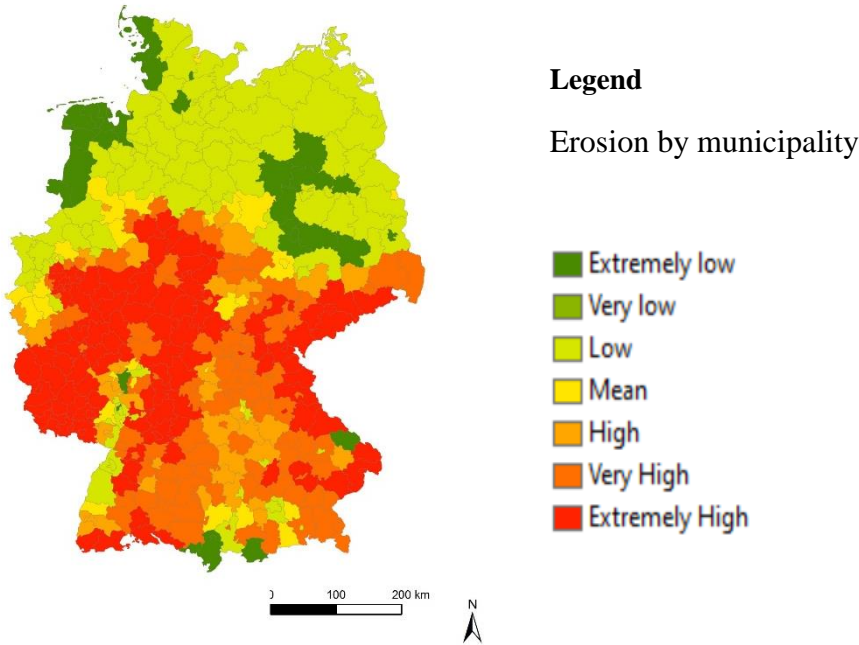 Legend
Erosion by municipality
Extremely low
Very low
Low
Mean
High
Very High
Extremely High
100 200 km
N